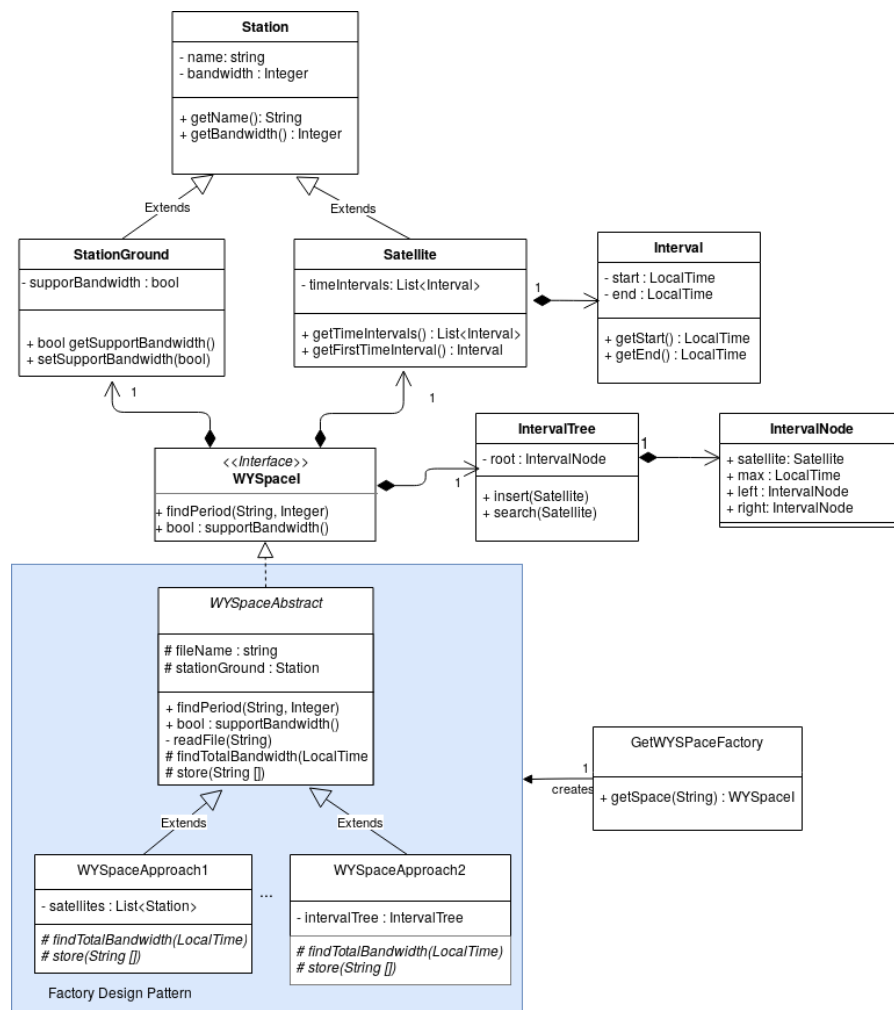 Station
- name: string
- bandwidth : Integer
+ getName(): String
+ getBandwidth() : Integer
Extends
Extends
StationGround
- supporBandwidth : bool
+ bool getSupportBandwidth()
+ setSupportBandwidth(bool)
Satellite
- timeIntervals: List<Interval>
+ getTimeIntervals() : List<Interval>
+ getFirstTimeInterval() : Interval
1
Interval
- start : LocalTime
- end : LocalTime
+ getStart() : LocalTime
+ getEnd() : LocalTime
1
1
<<Interface>>
WYSpaceI
+ findPeriod(String, Integer)
+ bool : supportBandwidth()
1
IntervalTree
- root : IntervalNode
+ insert(Satellite)
+ search(Satellite)
1
IntervalNode
+ satellite: Satellite
+ max : LocalTime
+ left : IntervalNode
+ right: IntervalNode
WYSpaceAbstract
# fileName : string
# stationGround : Station
+ findPeriod(String, Integer)
+ bool : supportBandwidth()
- readFile(String)
# findTotalBandwidth(LocalTime
# store(String [])
GetWYSPaceFactory
+ getSpace(String) : WYSpaceI
1
creates
Extends
Extends
WYSpaceApproach1
- satellites : List<Station>
# findTotalBandwidth(LocalTime)
# store(String [])
...
WYSpaceApproach2
- intervalTree : IntervalTree
# findTotalBandwidth(LocalTime)
# store(String [])
Factory Design Pattern